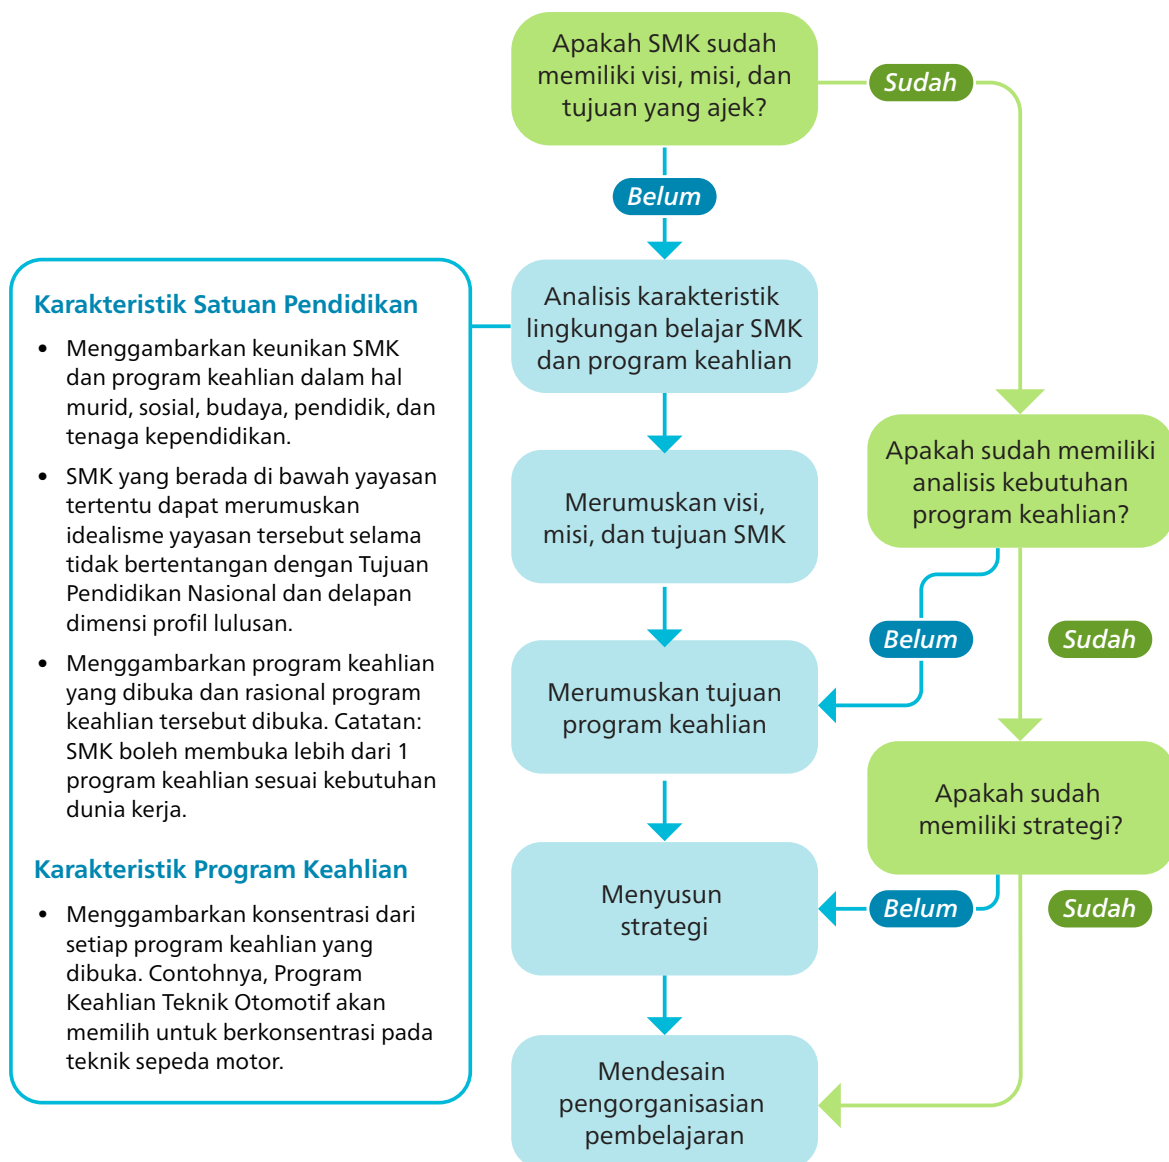 Apakah SMK sudah
memiliki visi, misi, dan
tujuan yang ajek?
Sudah
Belum
Karakteristik Satuan Pendidikan
• Menggambarkan keunikan SMK
dan program keahlian dalam hal
murid, sosial, budaya, pendidik, dan
tenaga kependidikan.
• SMK yang berada di bawah yayasan
tertentu dapat merumuskan
idealisme yayasan tersebut selama
tidak bertentangan dengan Tujuan
Pendidikan Nasional dan delapan
dimensi profil lulusan.
• Menggambarkan program keahlian
yang dibuka dan rasional program
keahlian tersebut dibuka. Catatan:
SMK boleh membuka lebih dari 1
program keahlian sesuai kebutuhan
dunia kerja.
Karakteristik Program Keahlian
• Menggambarkan konsentrasi dari
setiap program keahlian yang
dibuka. Contohnya, Program
Keahlian Teknik Otomotif akan
memilih untuk berkonsentrasi pada
teknik sepeda motor.
Analisis karakteristik
lingkungan belajar SMK
dan program keahlian
Merumuskan visi,
misi, dan tujuan SMK
Apakah sudah memiliki
analisis kebutuhan
program keahlian?
Belum
Sudah
Merumuskan tujuan
program keahlian
Apakah sudah
memiliki strategi?
Belum
Sudah
Menyusun
strategi
Mendesain
pengorganisasian
pembelajaran